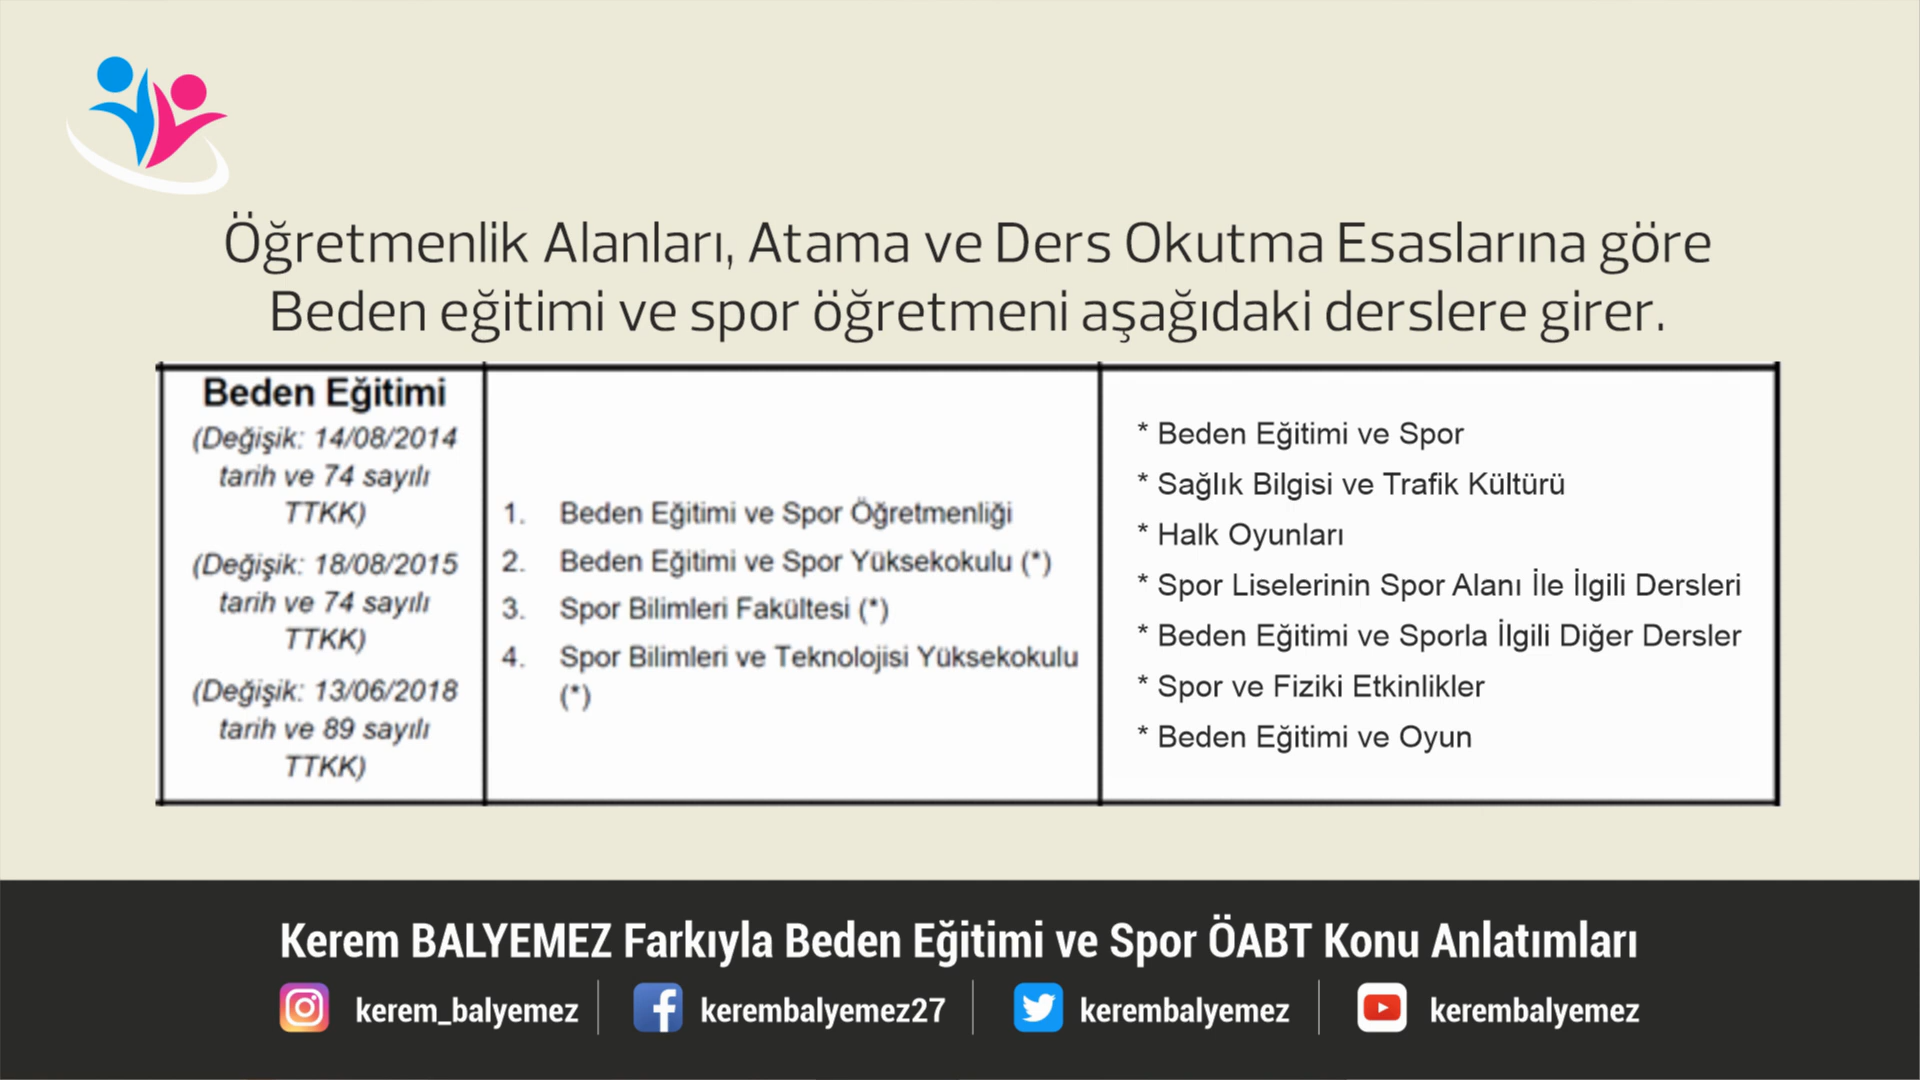 Öğretmenlik Alanları, Atama ve Ders Okutma Esaslarına göre
Beden eğitimi ve spor öğretmeni aşağıdaki derslere girer.
Beden Eğitimi
(Değişik: 14/08/2014
tarih ve 74 sayılı
TTKK)
(Değişik: 18/08/2015
tarih ve 74 sayılı
TTKK)
(Değişik: 13/06/2018
tarih ve 89 sayılı
TTKK)
1. Beden Eğitimi ve Spor Öğretmenliği
2. Beden Eğitimi ve Spor Yüksekokulu (*)
3. Spor Bilimleri Fakültesi (*)
4. Spor Bilimleri ve Teknolojisi Yüksekokulu
(*)
* Beden Eğitimi ve Spor
* Sağlık Bilgisi ve Trafik Kültürü
* Halk Oyunları
* Spor Liselerinin Spor Alanı İle İlgili Dersleri
* Beden Eğitimi ve Sporla İlgili Diğer Dersler
* Spor ve Fiziki Etkinlikler
* Beden Eğitimi ve Oyun
Kerem BALYEMEZ Farkıyla Beden Eğitimi ve Spor ÖABT Konu Anlatımları
kerem_balyemez
kerembalyemez27
kerembalyemez
kerembalyemez